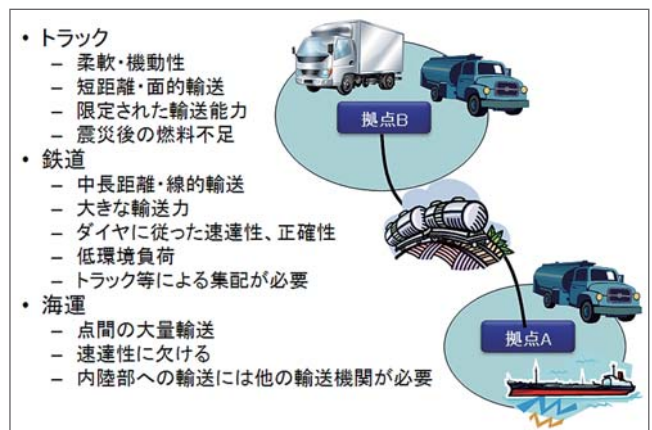 • トラック
– 柔軟・機動性
– 短距離・面的輸送
– 限定された輸送能力
– 震災後の燃料不足
• 鉄道
– 中長距離・線的輸送
– 大きな輸送力
– ダイヤに従った速達性、正確性
– 低環境負荷
– トラック等による集配が必要
• 海運
– 点間の大量輸送
– 速達性に欠ける
– 内陸部への輸送には他の輸送機関が必要
拠点B
拠点A